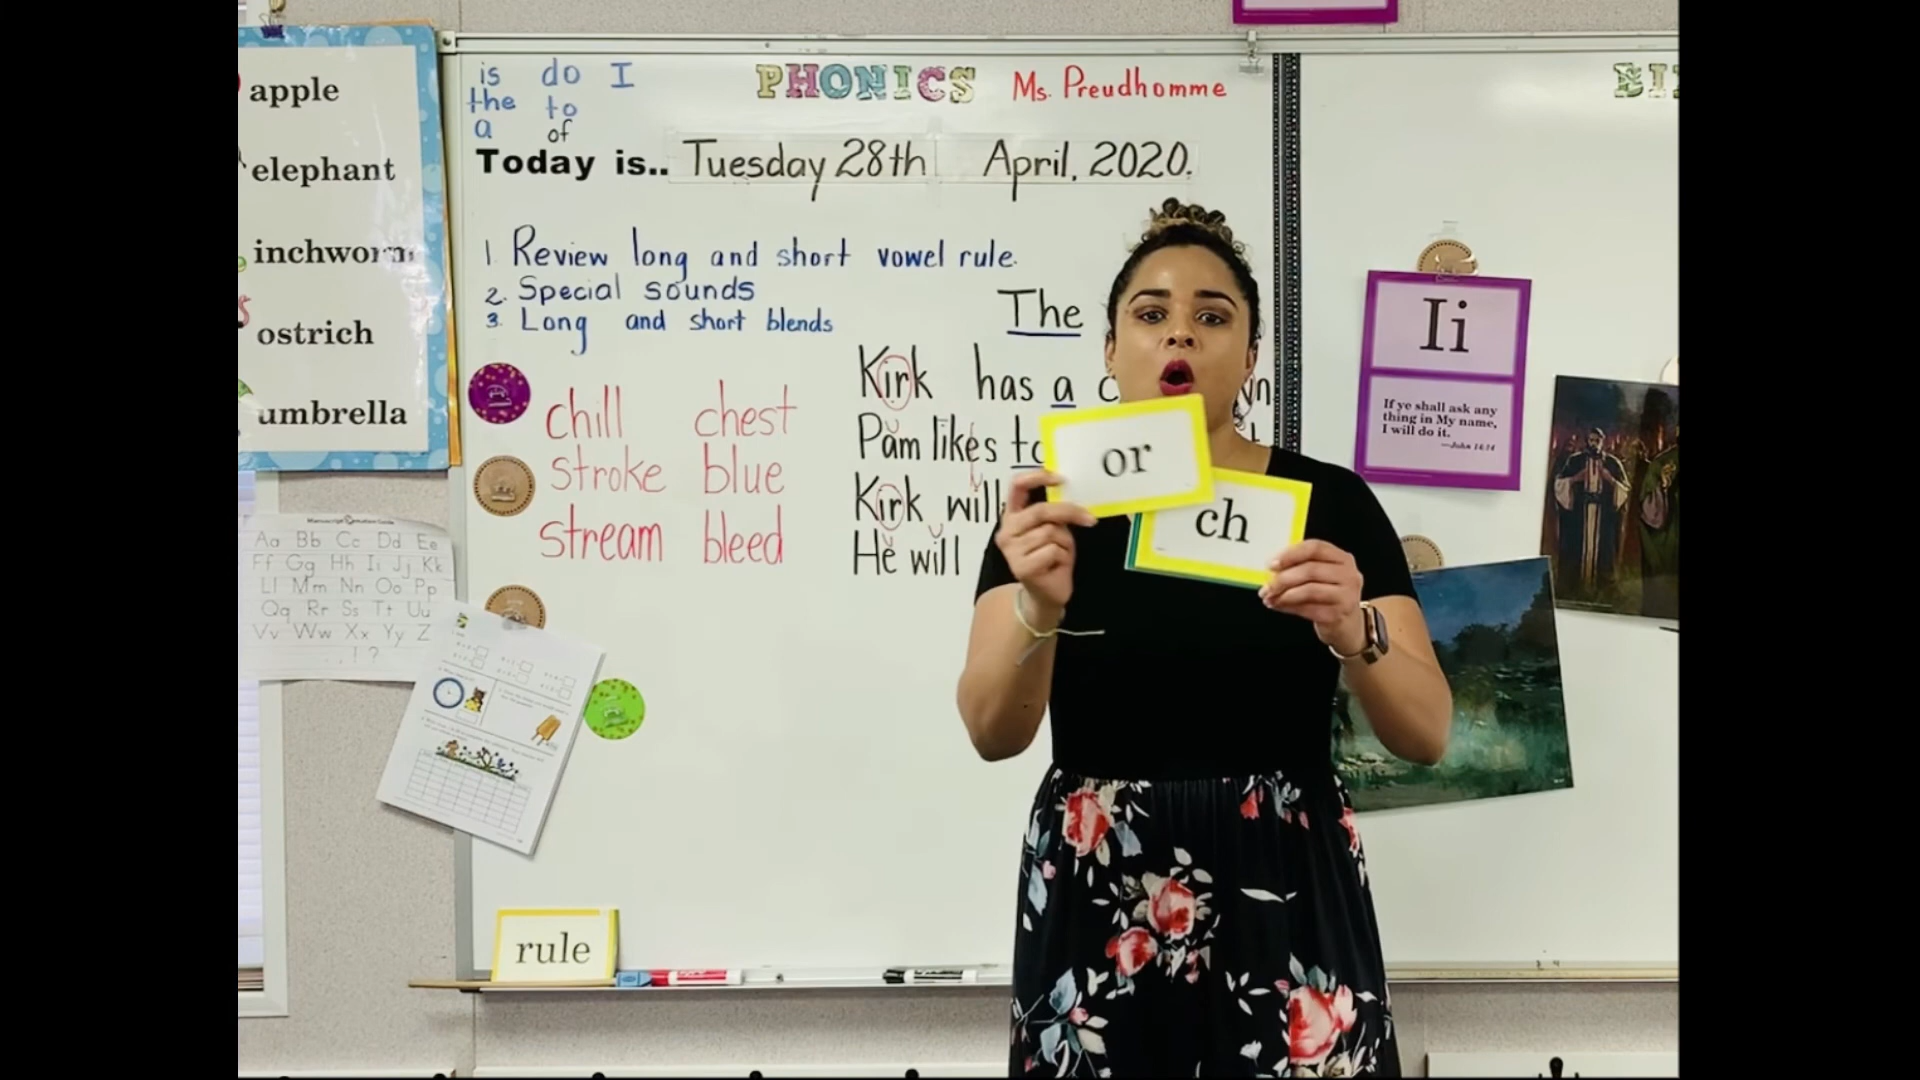 apple
elephant
inchworm
ostrich
umbrella
is do I
the to
a of
PHONICS Ms. Preudhomme
Today is.. Tuesday 28th April, 2020.
1. Review long and short vowel rule.
2. Special sounds
3. Long and short blends
chill chest
stroke blue
stream bleed
The
Kirk has a
Pam likes
Kirk will
He will
or
ch
Ii
If ye shall ask any
thing in My name,
I will do it.
—John 14:14
Aa Bb Cc Dd Ee
Ff Gg Hh Ii Jj Kk
Ll Mm Nn Oo Pp
Qq Rr Ss Tt Uu
Vv Ww Xx Yy Z
. , ! ?
rule